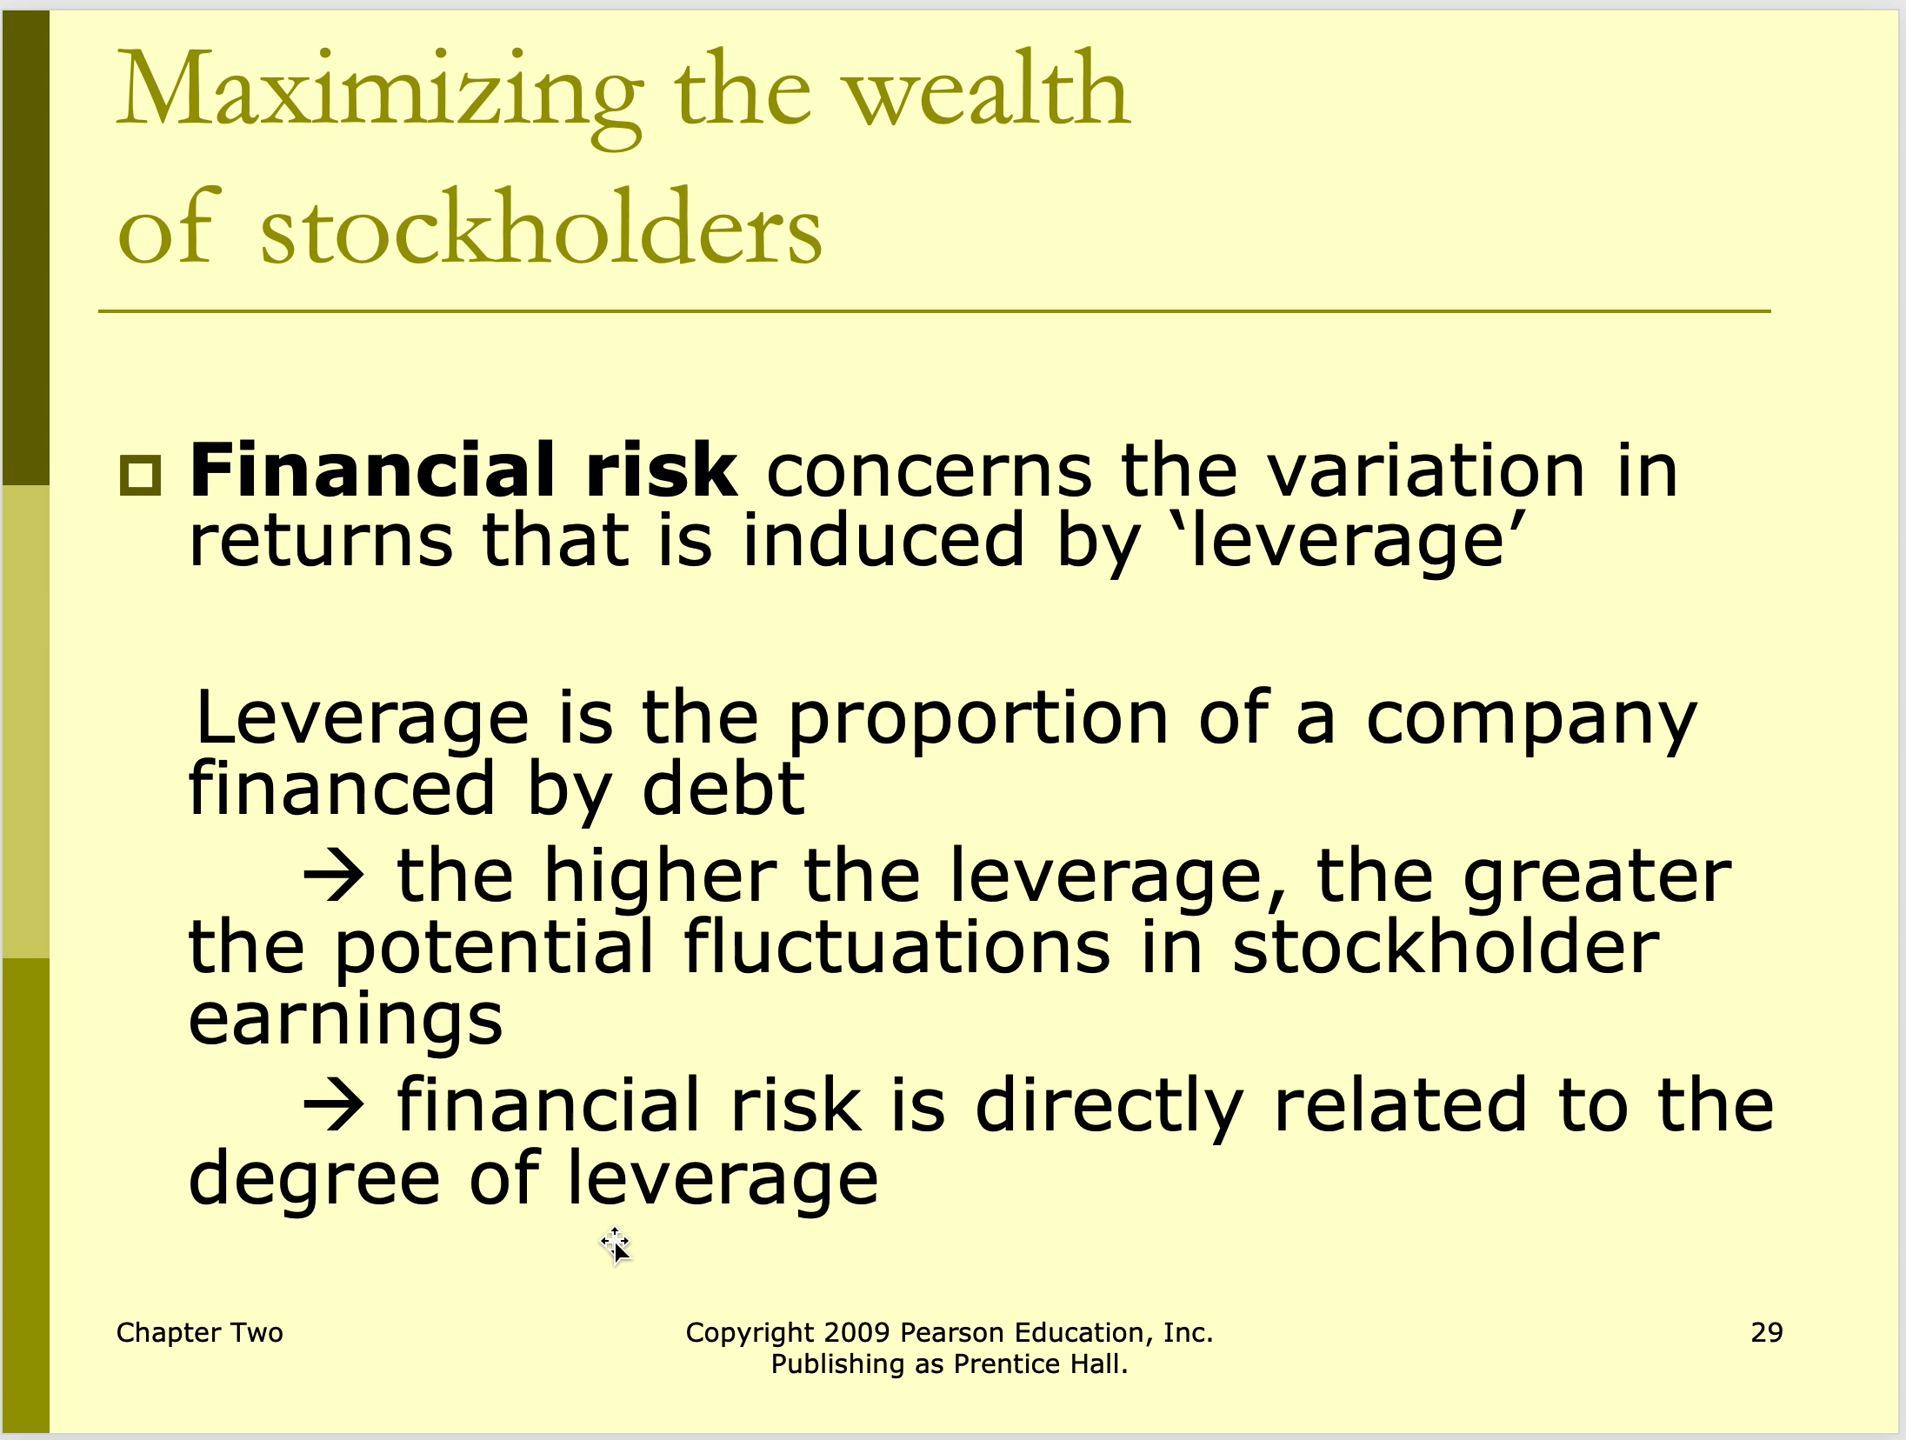 Maximizing the wealth
of stockholders
Financial risk concerns the variation in
returns that is induced by ‘leverage’
Leverage is the proportion of a company
financed by debt
→ the higher the leverage, the greater
the potential fluctuations in stockholder
earnings
→ financial risk is directly related to the
degree of leverage
Chapter Two
Copyright 2009 Pearson Education, Inc.
Publishing as Prentice Hall.
29